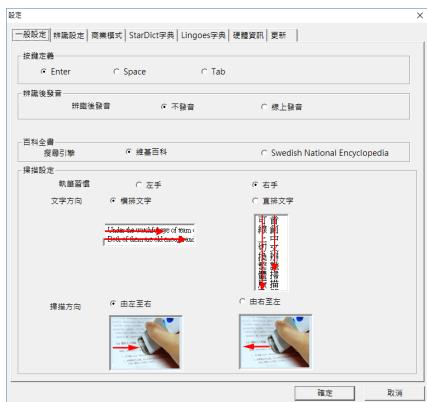 設定
一般設定 辨識設定 商業模式 StarDict字典 Lingoes字典 硬體資訊 更新
按鍵定義
Enter Space Tab
辨識後發音
辨識後發音 不發音 線上發音
百科全書
搜尋引擎 維基百科 Swedish National Encyclopedia
掃描設定
執筆習慣 左手 右手
文字方向 橫排文字 直排文字
掃描方向 由左至右 由右至左
確定 取消